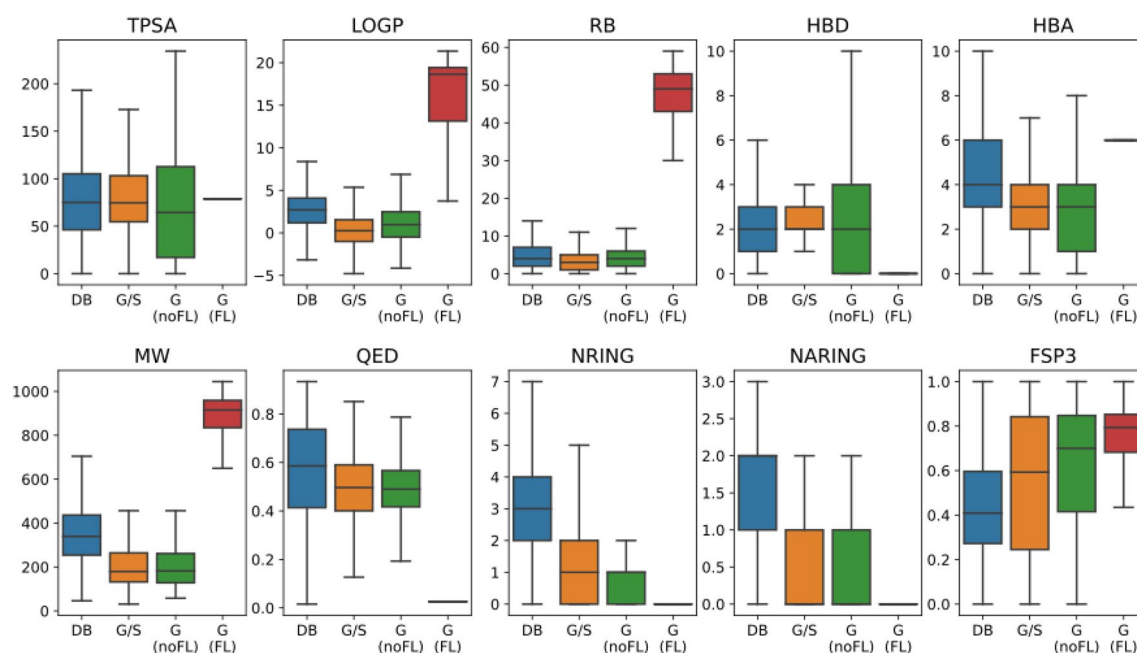 TPSA LOGP RB HBD HBA
200 20 60 10 10
150 15 50 8 8
100 10 40 6 6
50 5 30 4 4
0 0 20 2 2
−5 10 0 0
0
DB G/S G G DB G/S G G DB G/S G G DB G/S G G DB G/S G G
(noFL) (FL) (noFL) (FL) (noFL) (FL) (noFL) (FL) (noFL) (FL)
MW QED NRING NARING FSP3
1000 0.8 7 3.0 1.0
800 0.6 6 2.5 0.8
600 0.4 5 2.0 0.6
400 0.2 4 1.5 0.4
200 0.0 3 1.0 0.2
0 2 0.5 0.0
1 0.0
0
DB G/S G G DB G/S G G DB G/S G G DB G/S G G DB G/S G G
(noFL) (FL) (noFL) (FL) (noFL) (FL) (noFL) (FL) (noFL) (FL)